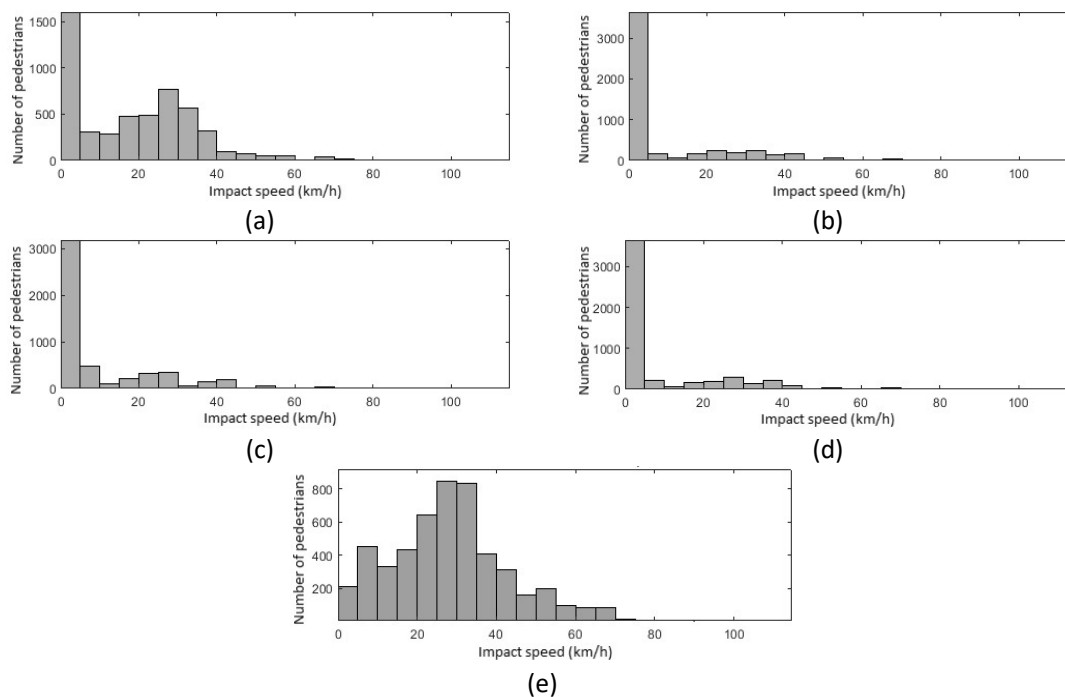 Number of pedestrians
1500
1000
500
0
0 20 40 60 80 100
Impact speed (km/h)
(a)
Number of pedestrians
3000
2000
1000
0
0 20 40 60 80 100
Impact speed (km/h)
(b)
Number of pedestrians
3000
2000
1000
0
0 20 40 60 80 100
Impact speed (km/h)
(c)
Number of pedestrians
3000
2000
1000
0
0 20 40 60 80 100
Impact speed (km/h)
(d)
Number of pedestrians
800
600
400
200
0 20 40 60 80 100
Impact speed (km/h)
(e)